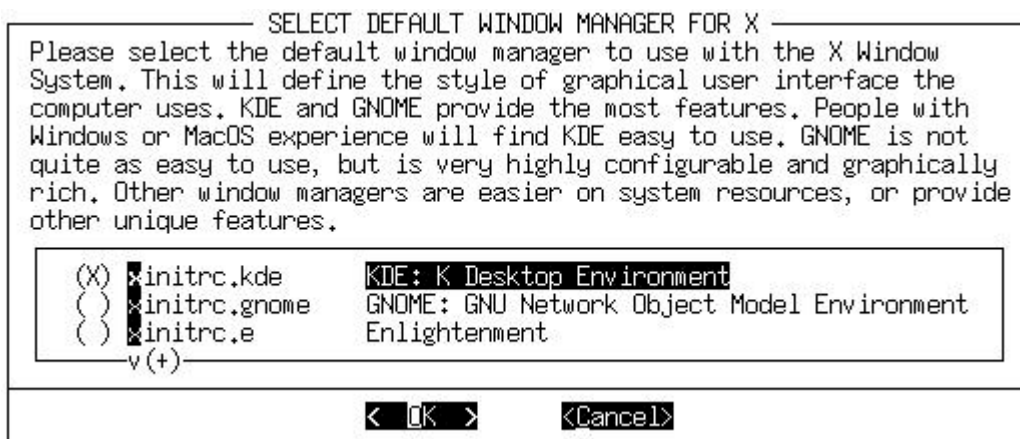 SELECT DEFAULT WINDOW MANAGER FOR X
Please select the default window manager to use with the X Window
System. This will define the style of graphical user interface the
computer uses. KDE and GNOME provide the most features. People with
Windows or MacOS experience will find KDE easy to use. GNOME is not
quite as easy to use, but is very highly configurable and graphically
rich. Other window managers are easier on system resources, or provide
other unique features.
(X) xinitrc.kde KDE: K Desktop Environment
( ) xinitrc.gnome GNOME: GNU Network Object Model Environment
( ) xinitrc.e Enlightenment
v(+)
< OK > <Cancel>